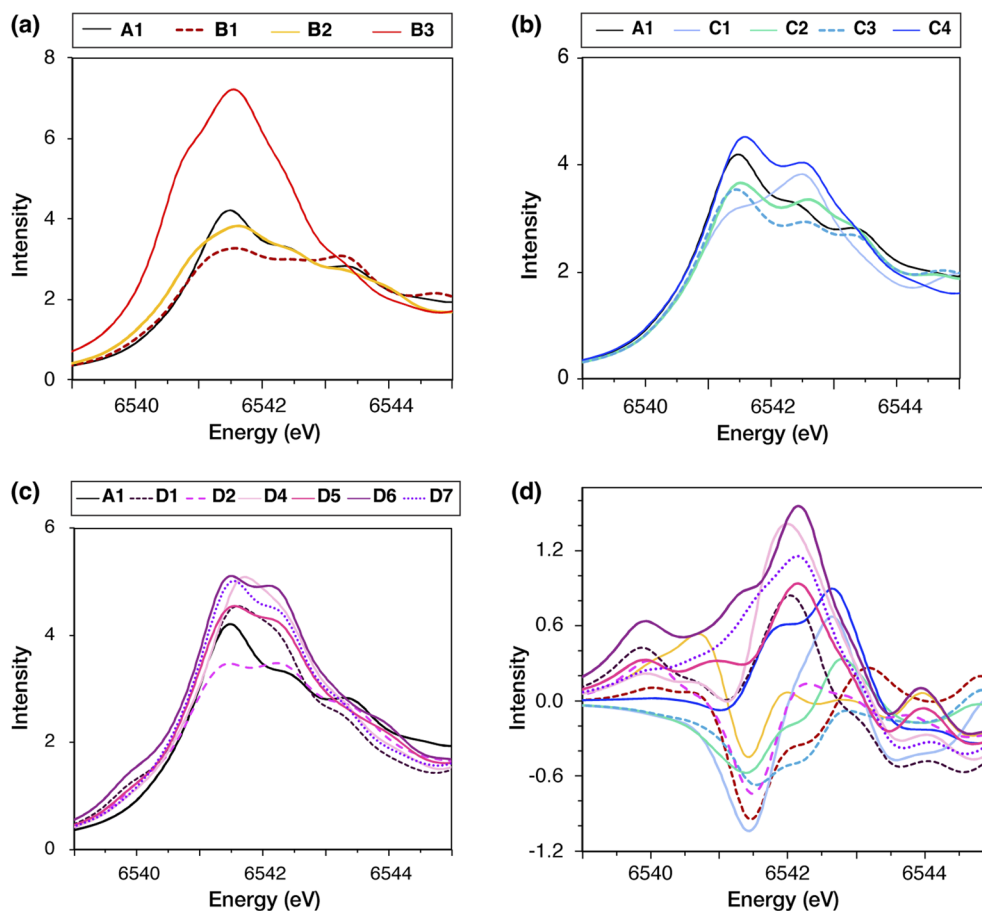 (a)
A1 B1 B2 B3
8
6
4
2
0
Intensity
6540 6542 6544
Energy (eV)
(b)
A1 C1 C2 C3 C4
6
4
2
0
Intensity
6540 6542 6544
Energy (eV)
(c)
A1 D1 D2 D4 D5 D6 D7
6
4
2
0
Intensity
6540 6542 6544
Energy (eV)
(d)
1.2
0.6
0.0
-0.6
-1.2
Intensity
6540 6542 6544
Energy (eV)